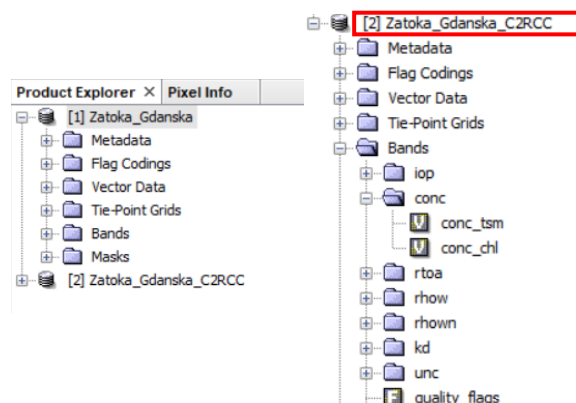 Product Explorer × Pixel Info
[1] Zatoka_Gdanska
Metadata
Flag Codings
Vector Data
Tie-Point Grids
Bands
Masks
[2] Zatoka_Gdanska_C2RCC
[2] Zatoka_Gdanska_C2RCC
Metadata
Flag Codings
Vector Data
Tie-Point Grids
Bands
iop
conc
conc_tsm
conc_chl
rtoa
rhow
rhown
kd
unc
quality_flags